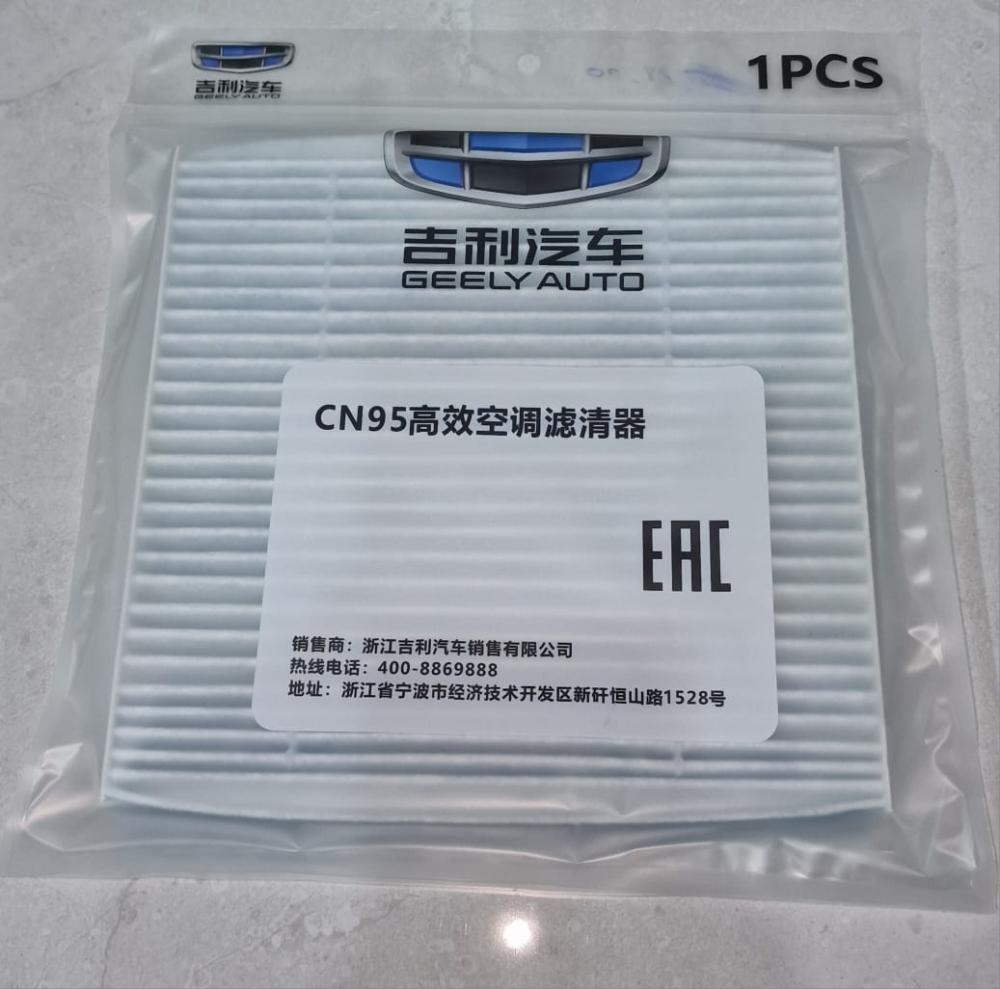 吉利汽车
GEELY AUTO
1PCS
吉利汽车
GEELY AUTO
CN95高效空调滤清器
EAC
销售商：浙江吉利汽车销售有限公司
热线电话：400-8869888
地址：浙江省宁波市经济技术开发区新矸恒山路1528号